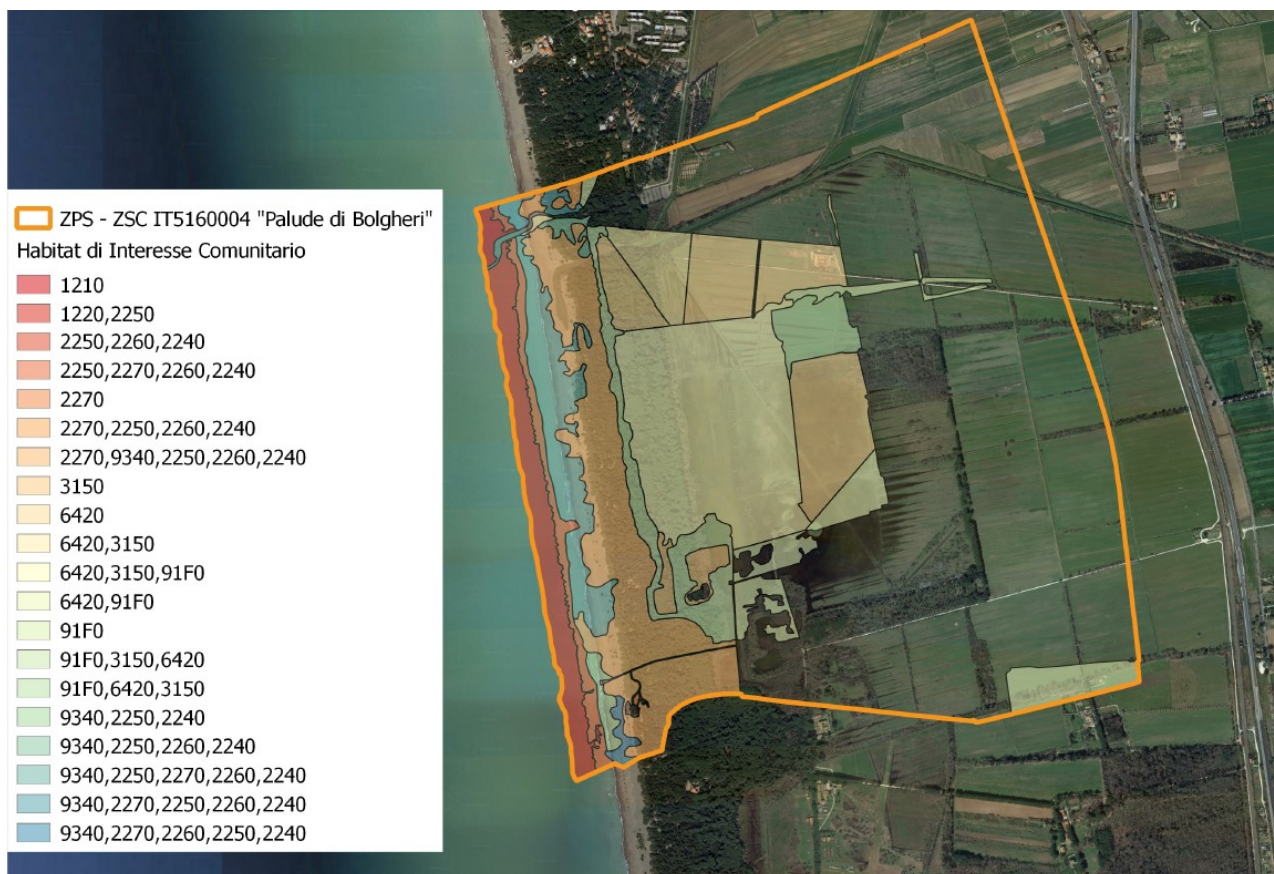 ZPS - ZSC IT5160004 "Palude di Bolgheri"
Habitat di Interesse Comunitario
1210
1220,2250
2250,2260,2240
2250,2270,2260,2240
2270
2270,2250,2260,2240
2270,9340,2250,2260,2240
3150
6420
6420,3150
6420,3150,91F0
6420,91F0
91F0
91F0,3150,6420
91F0,6420,3150
9340,2250,2240
9340,2250,2260,2240
9340,2250,2270,2260,2240
9340,2270,2250,2260,2240
9340,2270,2260,2250,2240